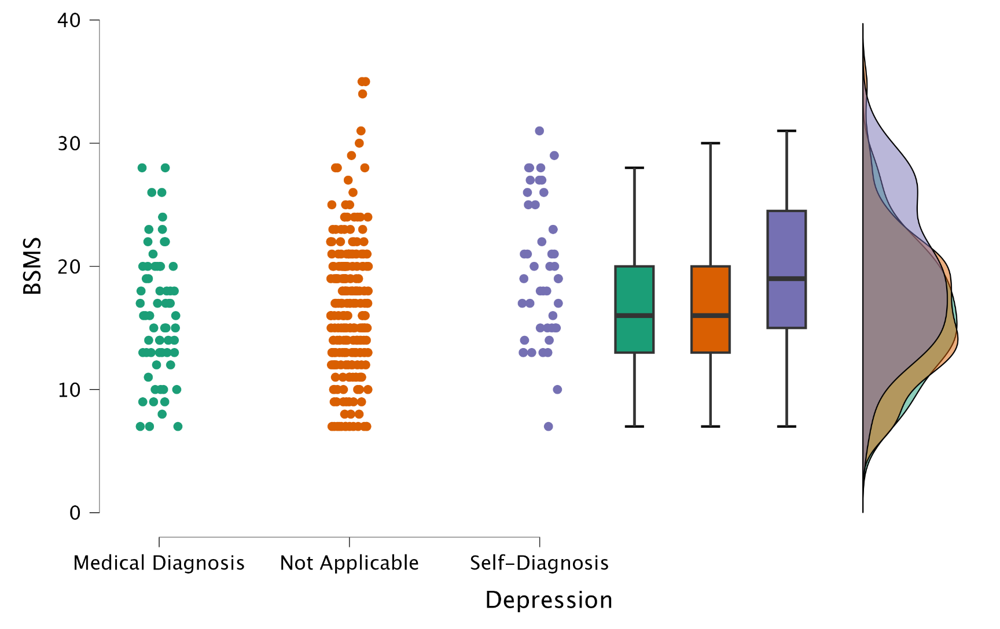 40
30
20
10
0
BSMS
Medical Diagnosis
Not Applicable
Self-Diagnosis
Depression